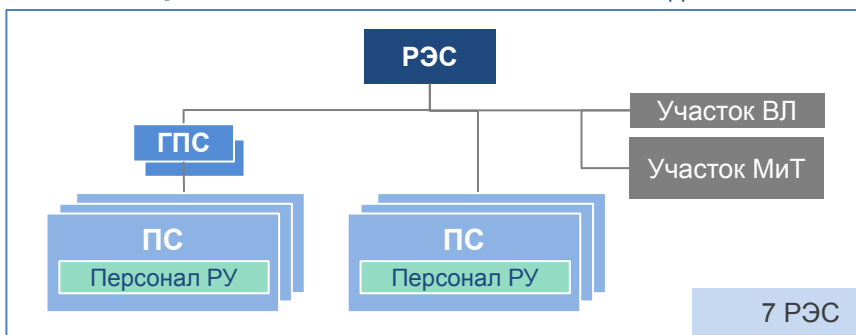 РЭС
Участок ВЛ
ГПС
Участок МиТ
ПС
ПС
Персонал РУ
Персонал РУ
7 РЭС